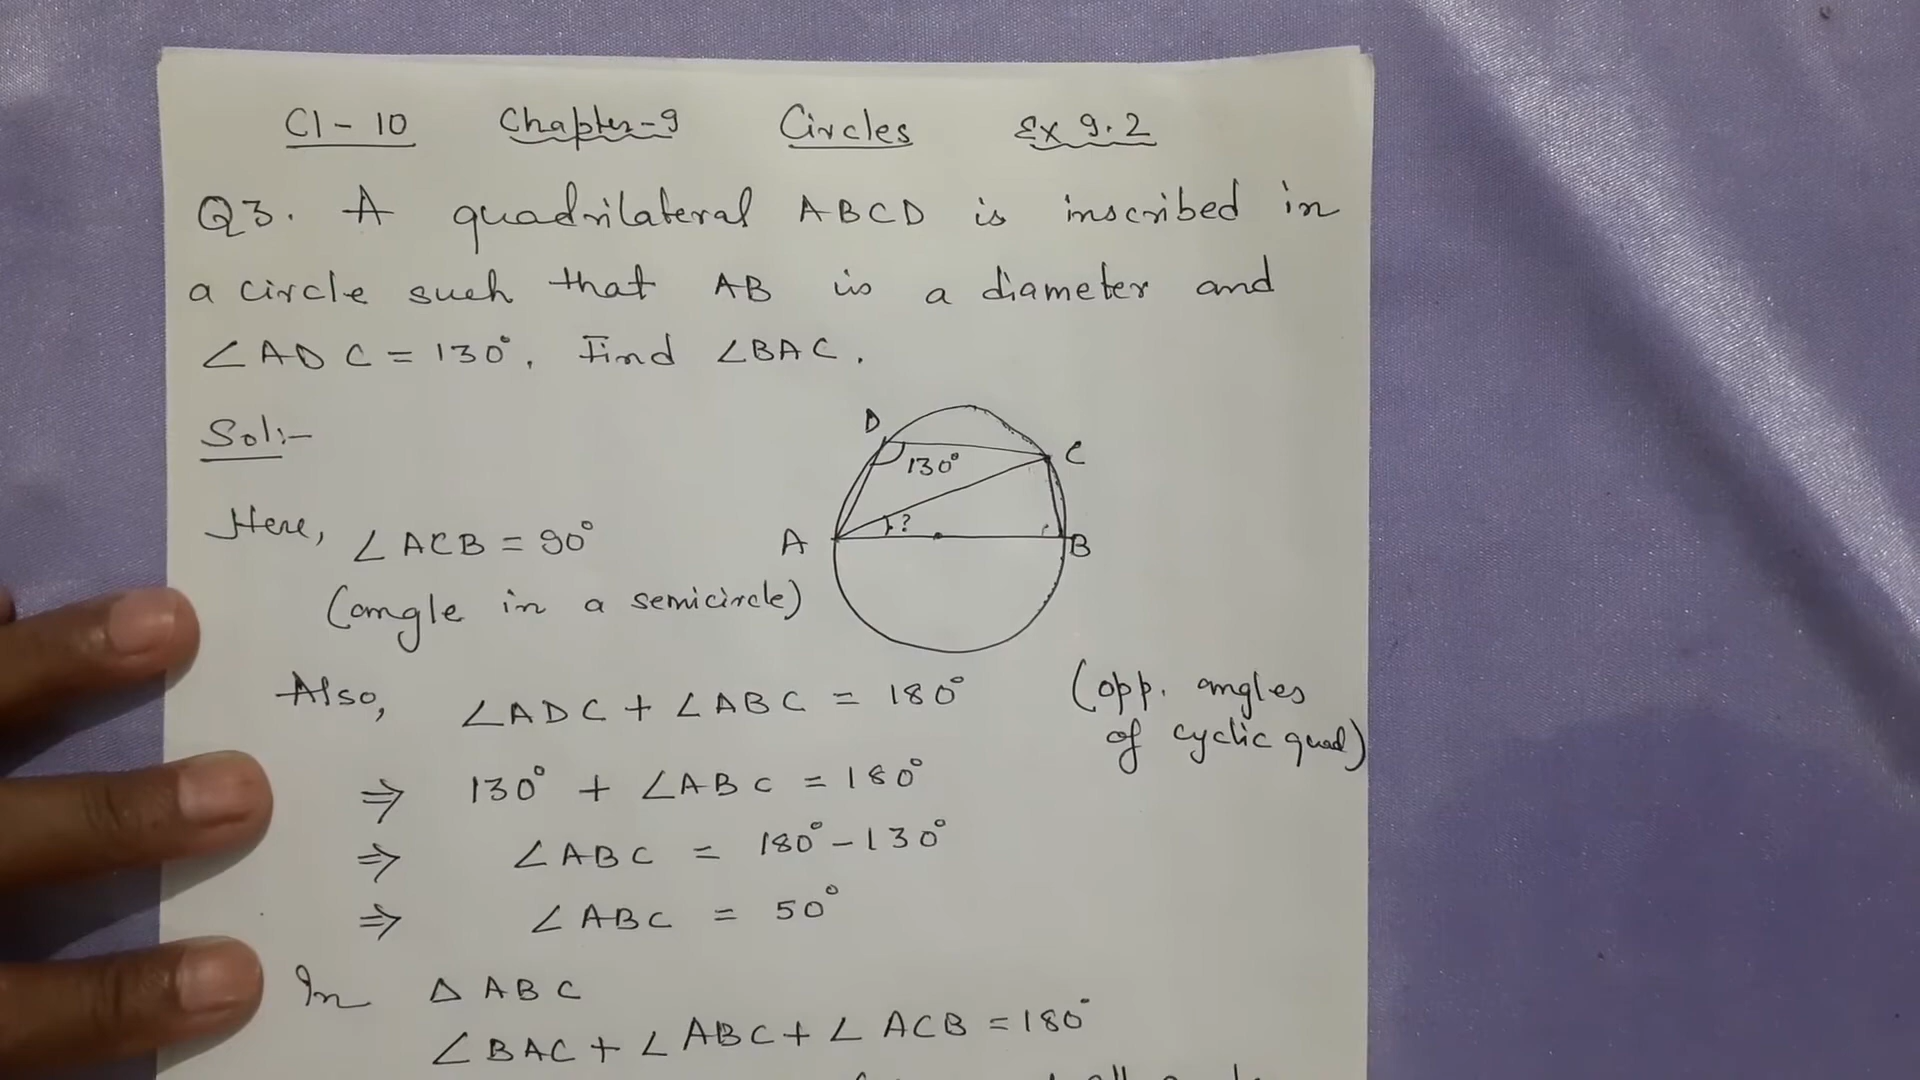 Cl - 10 Chapter-9 Circles Ex 9.2
Q3. A quadrilateral ABCD is inscribed in
a circle such that AB is a diameter and
∠ADC = 130°. Find ∠BAC.
Sol:-
D
C
130°
?
A
B
Here, ∠ACB = 90°
(angle in a semicircle)
Also, ∠ADC + ∠ABC = 180° (opp. angles
of cyclic quad)
⇒ 130° + ∠ABC = 180°
⇒ ∠ABC = 180° - 130°
⇒ ∠ABC = 50°
In △ABC
∠BAC + ∠ABC + ∠ACB = 180°